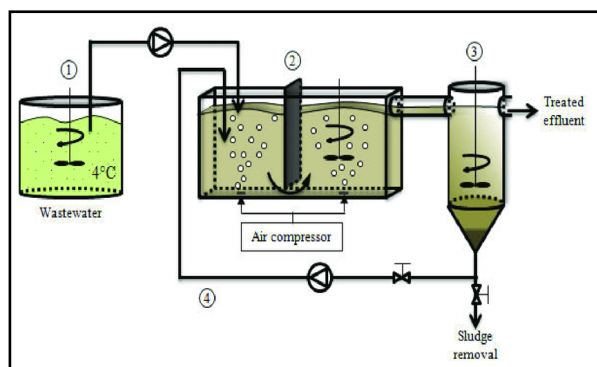 1
2
3
Treated
effluent
4°C
Wastewater
Air compressor
4
Sludge
removal